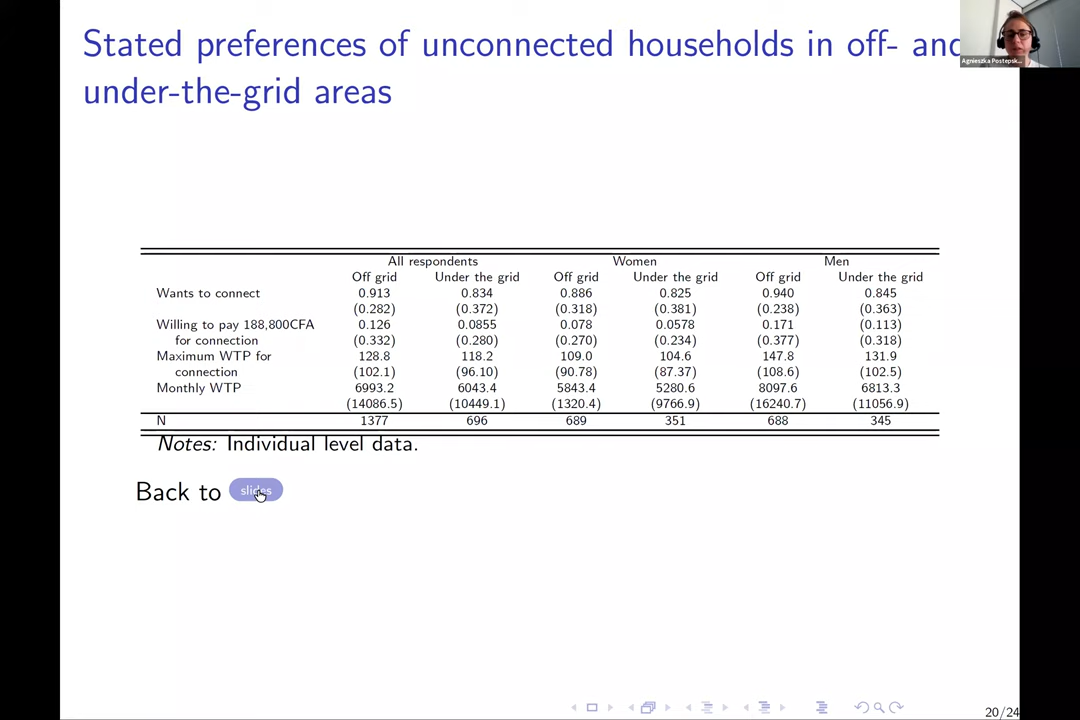 Stated preferences of unconnected households in off- and
under-the-grid areas
Agnieszka Postepsk...
All respondents Women Men
Off grid Under the grid Off grid Under the grid Off grid Under the grid
Wants to connect 0.913 0.834 0.886 0.825 0.940 0.845
(0.282) (0.372) (0.318) (0.381) (0.238) (0.363)
Willing to pay 188,800CFA 0.126 0.0855 0.078 0.0578 0.171 (0.113)
for connection (0.332) (0.280) (0.270) (0.234) (0.377) (0.318)
Maximum WTP for 128.8 118.2 109.0 104.6 147.8 131.9
connection (102.1) (96.10) (90.78) (87.37) (108.6) (102.5)
Monthly WTP 6993.2 6043.4 5843.4 5280.6 8097.6 6813.3
(14086.5) (10449.1) (1320.4) (9766.9) (16240.7) (11056.9)
N 1377 696 689 351 688 345
Notes: Individual level data.
Back to slides
20/24